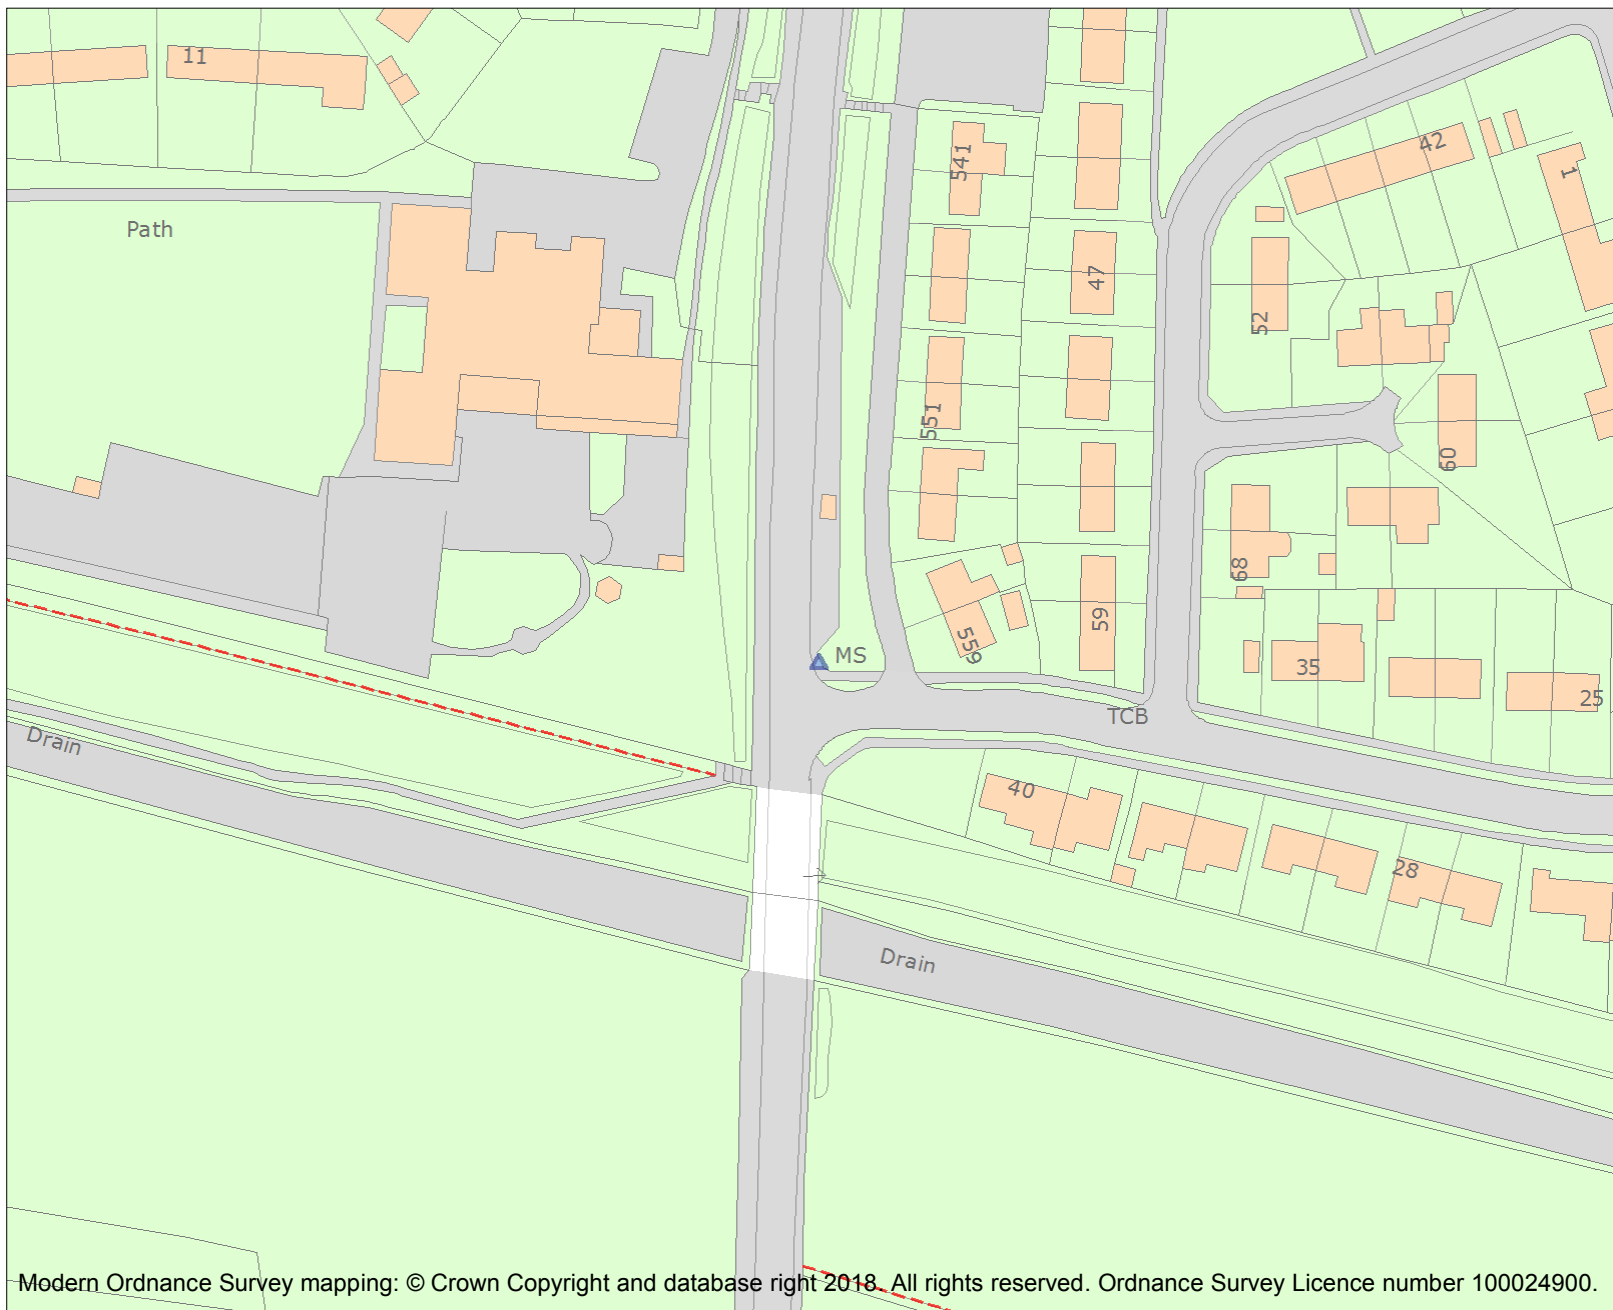 11
42
541
1
Path
47
52
551
60
68
559
59
MS
35
25
TCB
Drain
40
28
Drain
Modern Ordnance Survey mapping: © Crown Copyright and database right 2018. All rights reserved. Ordnance Survey Licence number 100024900.